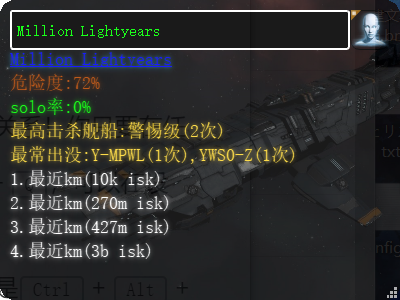 Million Lightyears
Million Lightyears
危险度:72%
solo率:0%
最高击杀舰船:警惕级(2次)
最常出没:Y-MPWL(1次),YWS0-Z(1次)
1.最近km(10k isk)
2.最近km(270m isk)
3.最近km(427m isk)
4.最近km(3b isk)
Ctrl + Alt +